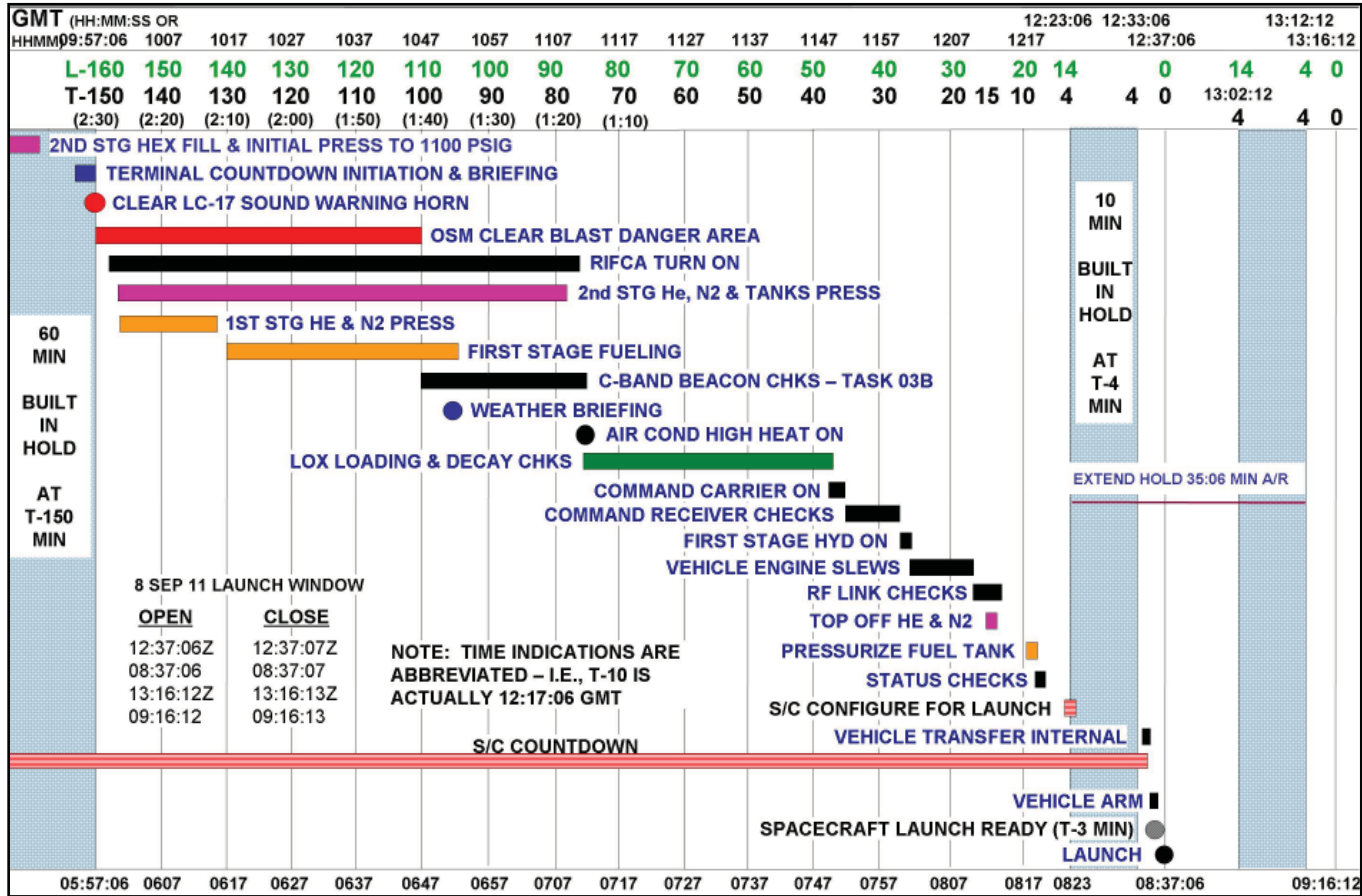 GMT (HH:MM:SS OR 12:23:06 12:33:06 13:12:12
HHMM)09:57:06 1007 1017 1027 1037 1047 1057 1107 1117 1127 1137 1147 1157 1207 1217 12:37:06 13:16:12
L-160 150 140 130 120 110 100 90 80 70 60 50 40 30 20 14 0 14 4 0
T-150 140 130 120 110 100 90 80 70 60 50 40 30 20 15 10 4 4 0 13:02:12
(2:30) (2:20) (2:10) (2:00) (1:50) (1:40) (1:30) (1:20) (1:10) 4 4 0
2ND STG HEX FILL & INITIAL PRESS TO 1100 PSIG
TERMINAL COUNTDOWN INITIATION & BRIEFING
CLEAR LC-17 SOUND WARNING HORN
OSM CLEAR BLAST DANGER AREA
RIFCA TURN ON
2nd STG He, N2 & TANKS PRESS
1ST STG HE & N2 PRESS
FIRST STAGE FUELING
C-BAND BEACON CHKS – TASK 03B
WEATHER BRIEFING
AIR COND HIGH HEAT ON
LOX LOADING & DECAY CHKS
COMMAND CARRIER ON
COMMAND RECEIVER CHECKS
FIRST STAGE HYD ON
VEHICLE ENGINE SLEWS
RF LINK CHECKS
TOP OFF HE & N2
PRESSURIZE FUEL TANK
STATUS CHECKS
S/C CONFIGURE FOR LAUNCH
VEHICLE TRANSFER INTERNAL
S/C COUNTDOWN
VEHICLE ARM
SPACECRAFT LAUNCH READY (T-3 MIN)
LAUNCH
60
MIN
BUILT
IN
HOLD
AT
T-150
MIN
10
MIN
BUILT
IN
HOLD
AT
T-4
MIN
EXTEND HOLD 35:06 MIN A/R
8 SEP 11 LAUNCH WINDOW
OPEN CLOSE
12:37:06Z 12:37:07Z
08:37:06 08:37:07
13:16:12Z 13:16:13Z
09:16:12 09:16:13
NOTE: TIME INDICATIONS ARE
ABBREVIATED – I.E., T-10 IS
ACTUALLY 12:17:06 GMT
05:57:06 0607 0617 0627 0637 0647 0657 0707 0717 0727 0737 0747 0757 0807 0817 0823 08:37:06 09:16:12